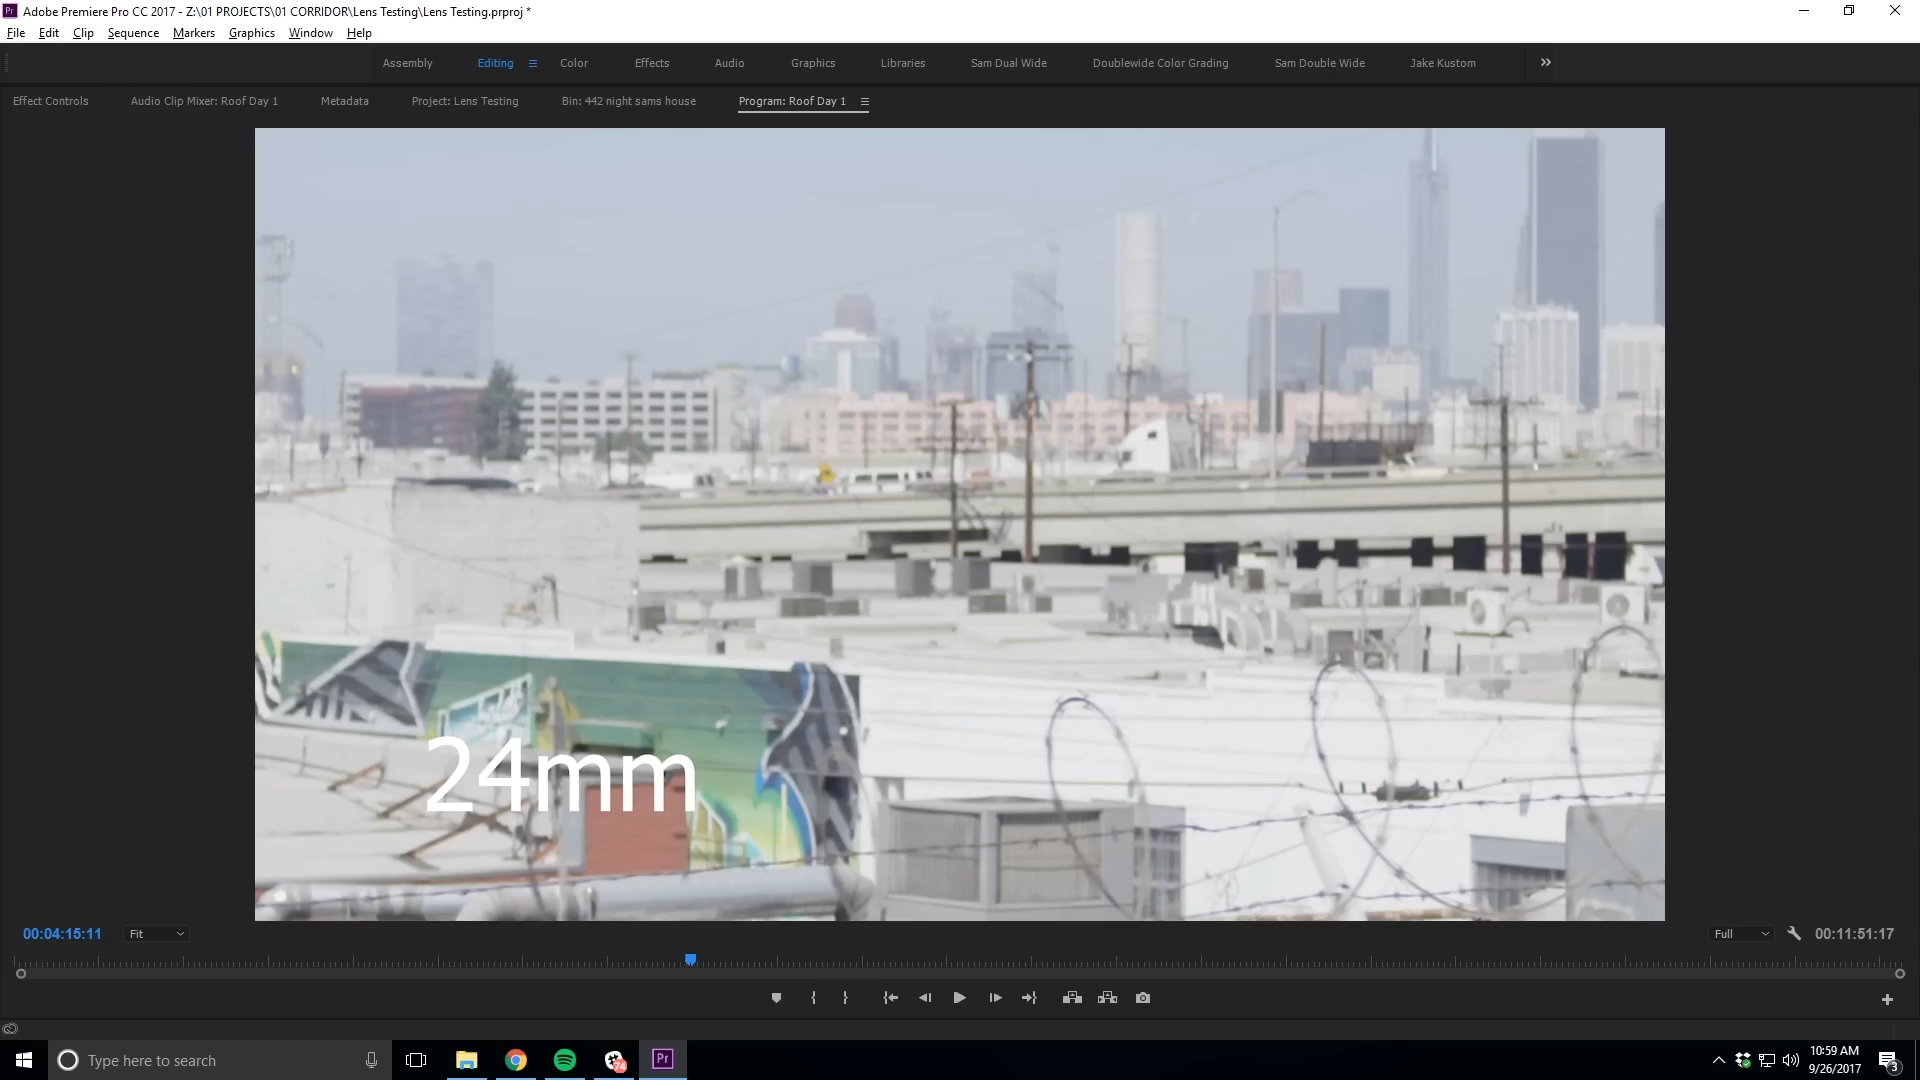 Pr Adobe Premiere Pro CC 2017 - Z:\01 PROJECTS\01 CORRIDOR\Lens Testing\Lens Testing.prproj *
File Edit Clip Sequence Markers Graphics Window Help
Assembly Editing Color Effects Audio Graphics Libraries Sam Dual Wide Doublewide Color Grading Sam Double Wide Jake Kustom
Effect Controls Audio Clip Mixer: Roof Day 1 Metadata Project: Lens Testing Bin: 442 night sams house Program: Roof Day 1
24mm
00:04:15:11 Fit Full 00:11:51:17
Type here to search 74 Pr 10:59 AM
9/26/2017 3